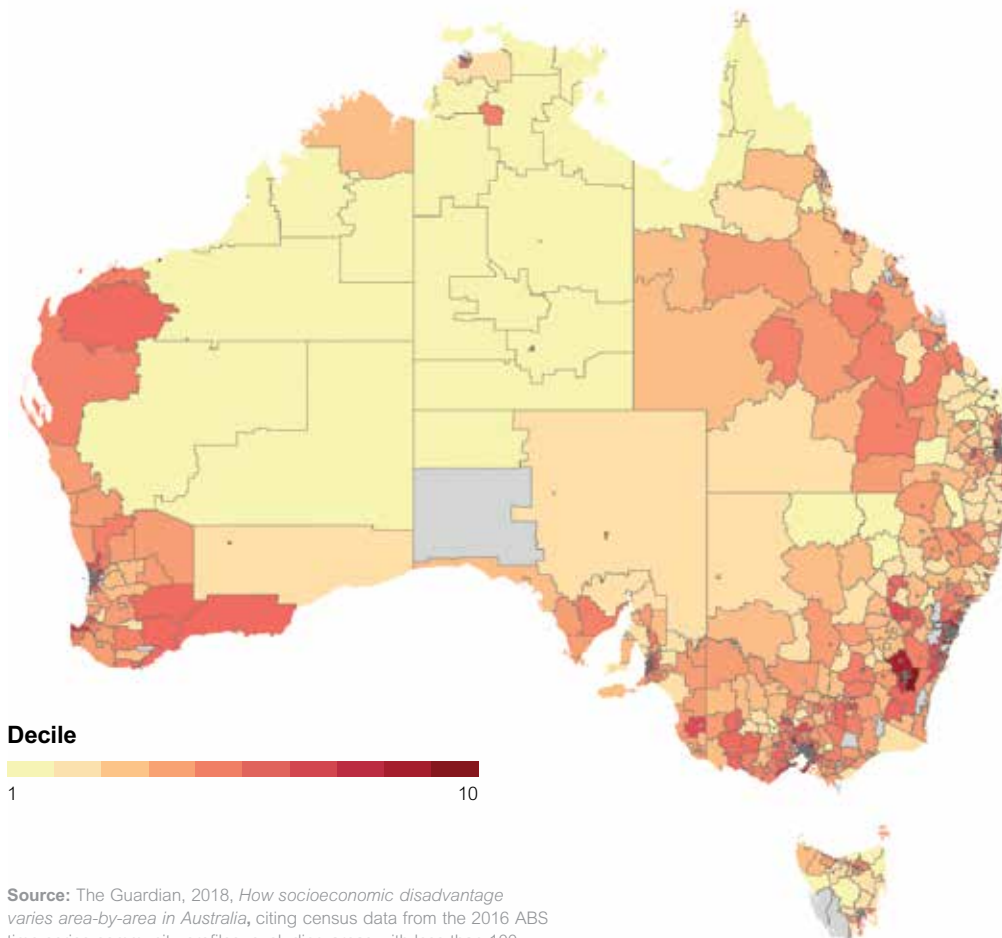 Decile
1 10
Source: The Guardian, 2018, How socioeconomic disadvantage
varies area-by-area in Australia, citing census data from the 2016 ABS